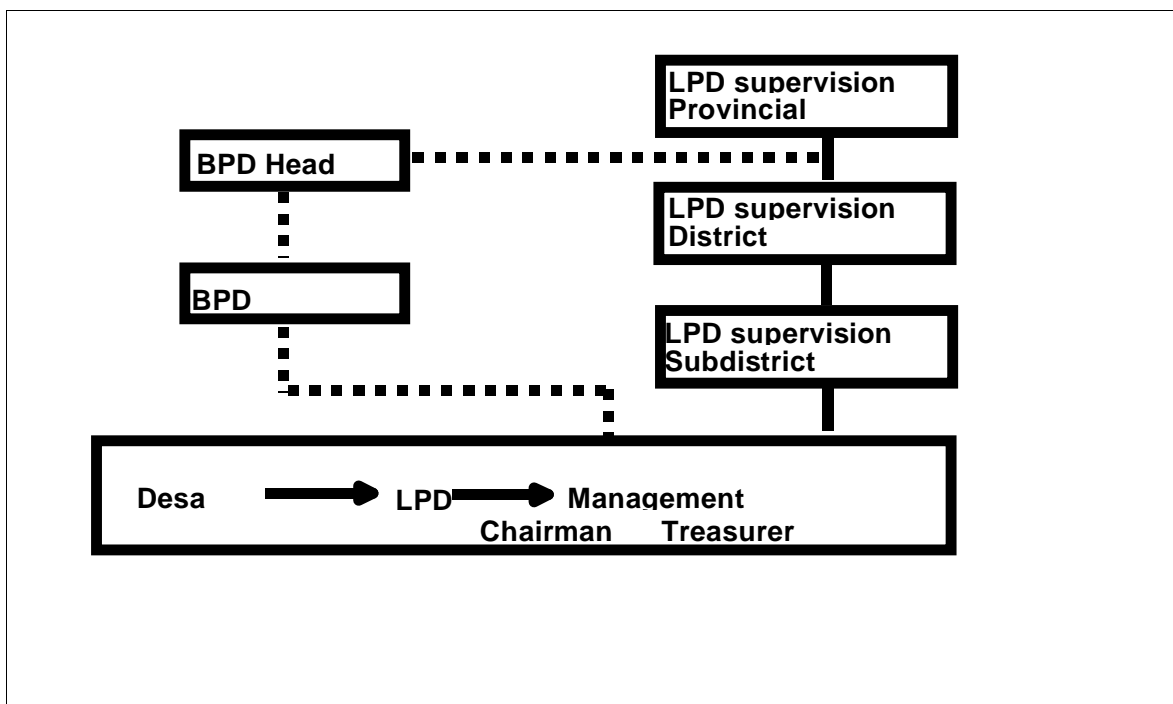 LPD supervision
Provincial
BPD Head
LPD supervision
District
BPD
LPD supervision
Subdistrict
Desa LPD Management
Chairman Treasurer